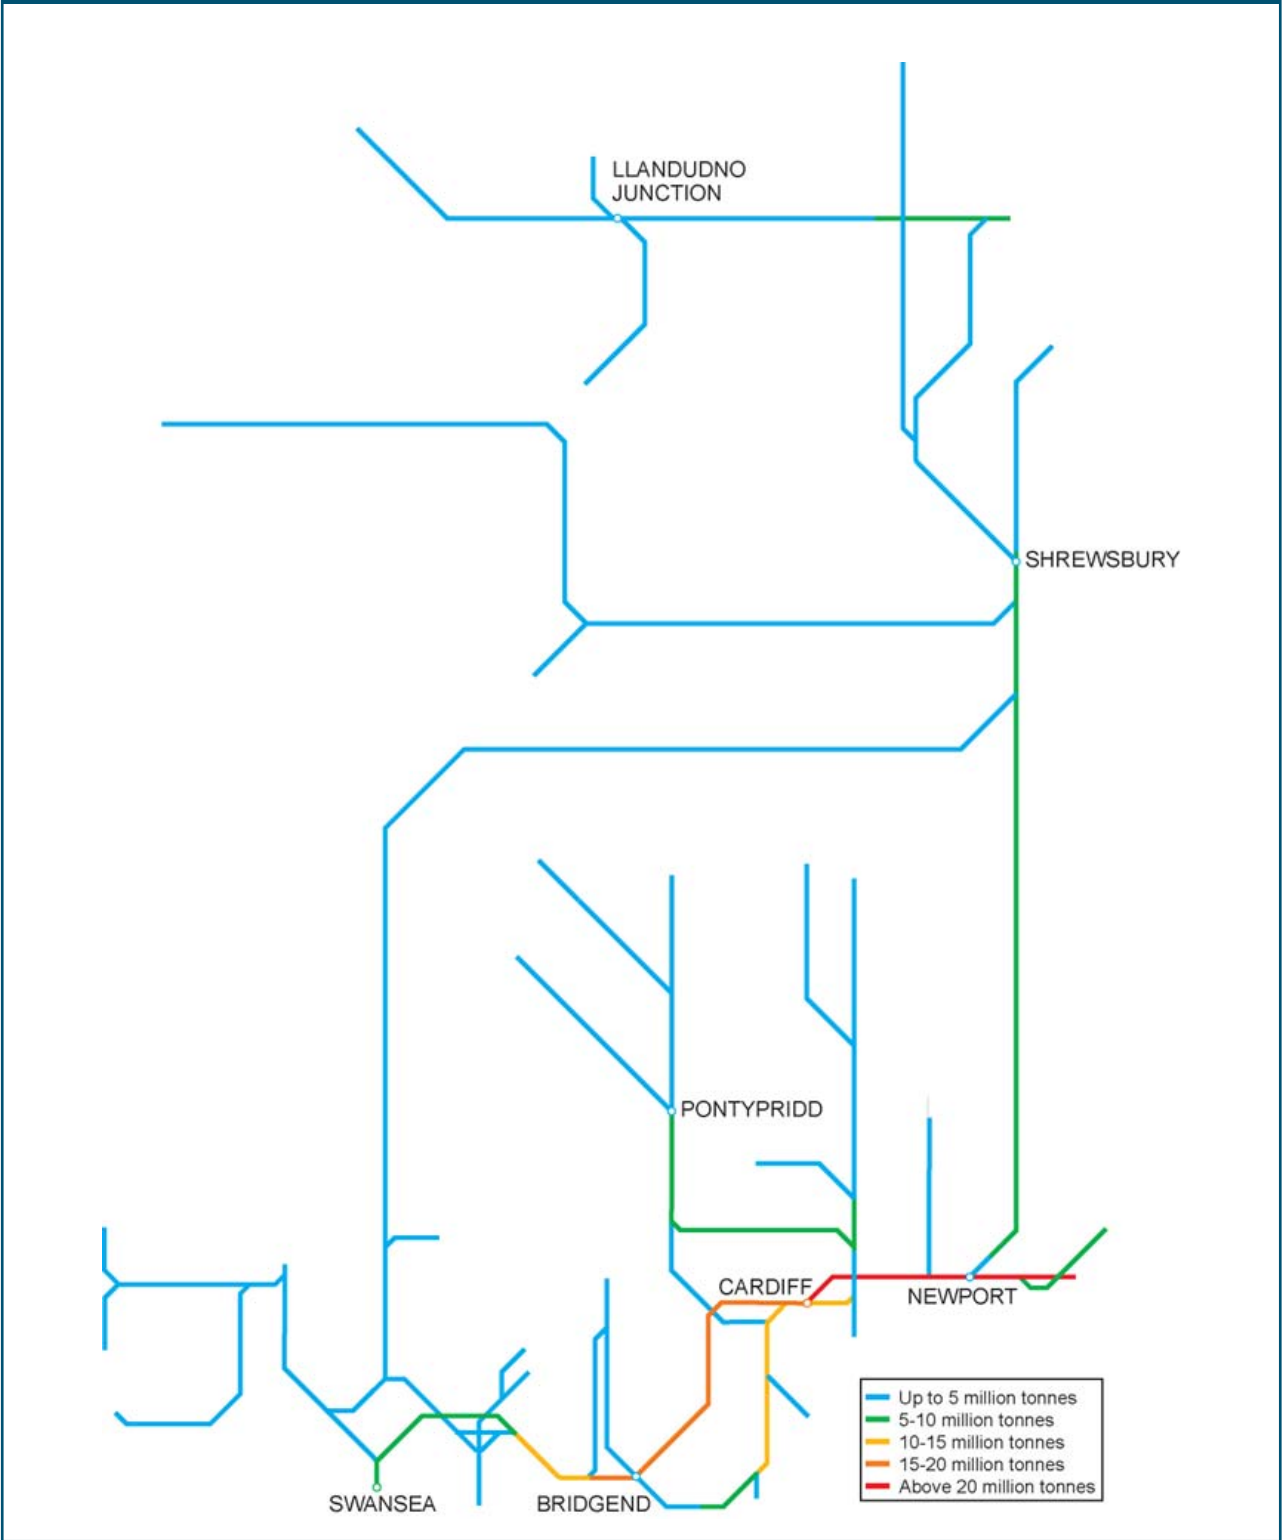 LLANDUDNO
JUNCTION
SHREWSBURY
PONTYPRIDD
CARDIFF
NEWPORT
Up to 5 million tonnes
5-10 million tonnes
10-15 million tonnes
15-20 million tonnes
Above 20 million tonnes
SWANSEA
BRIDGEND